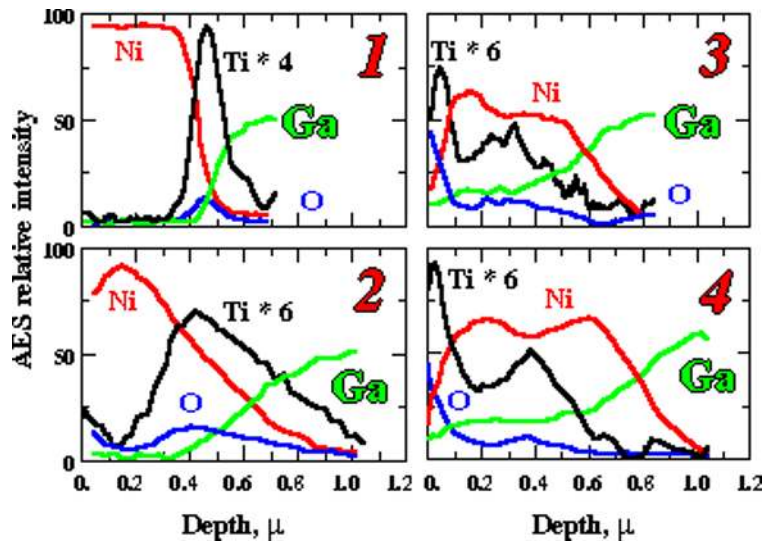 AES relative intensity
100
50
0
Ni
Ti * 4
Ga
O
1
Ti * 6
Ni
Ga
O
3
100
50
0
Ni
Ti * 6
O
Ga
2
0. 0.2 0.4 0.6 0.8 1.0 1.2
Depth, μ
Ti * 6
Ni
O
Ga
4
0. 0.2 0.4 0.6 0.8 1.0 1.2
Depth, μ